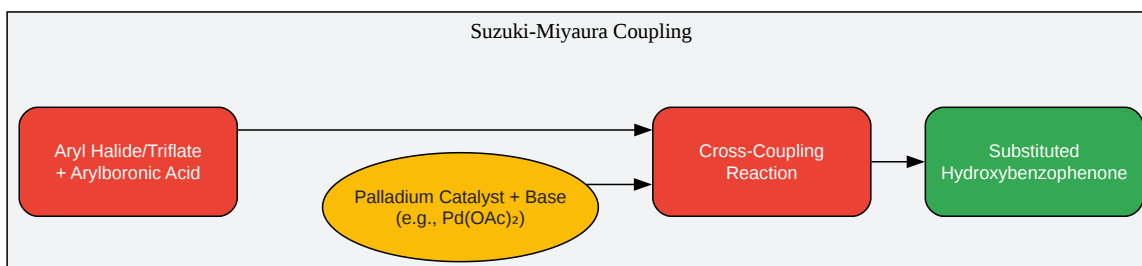 Suzuki-Miyaura Coupling
Aryl Halide/Triflate
+ Arylboronic Acid
Palladium Catalyst + Base
(e.g., Pd(OAc)₂)
Cross-Coupling
Reaction
Substituted
Hydroxybenzophenone